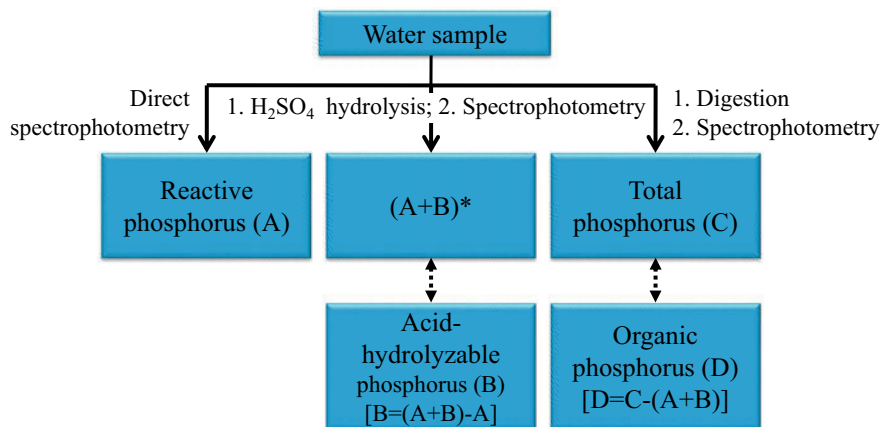 Water sample
Direct
spectrophotometry
1. H₂SO₄ hydrolysis; 2. Spectrophotometry
1. Digestion
2. Spectrophotometry
Reactive
phosphorus (A)
(A+B)*
Total
phosphorus (C)
Acid-
hydrolyzable
phosphorus (B)
[B=(A+B)-A]
Organic
phosphorus (D)
[D=C-(A+B)]